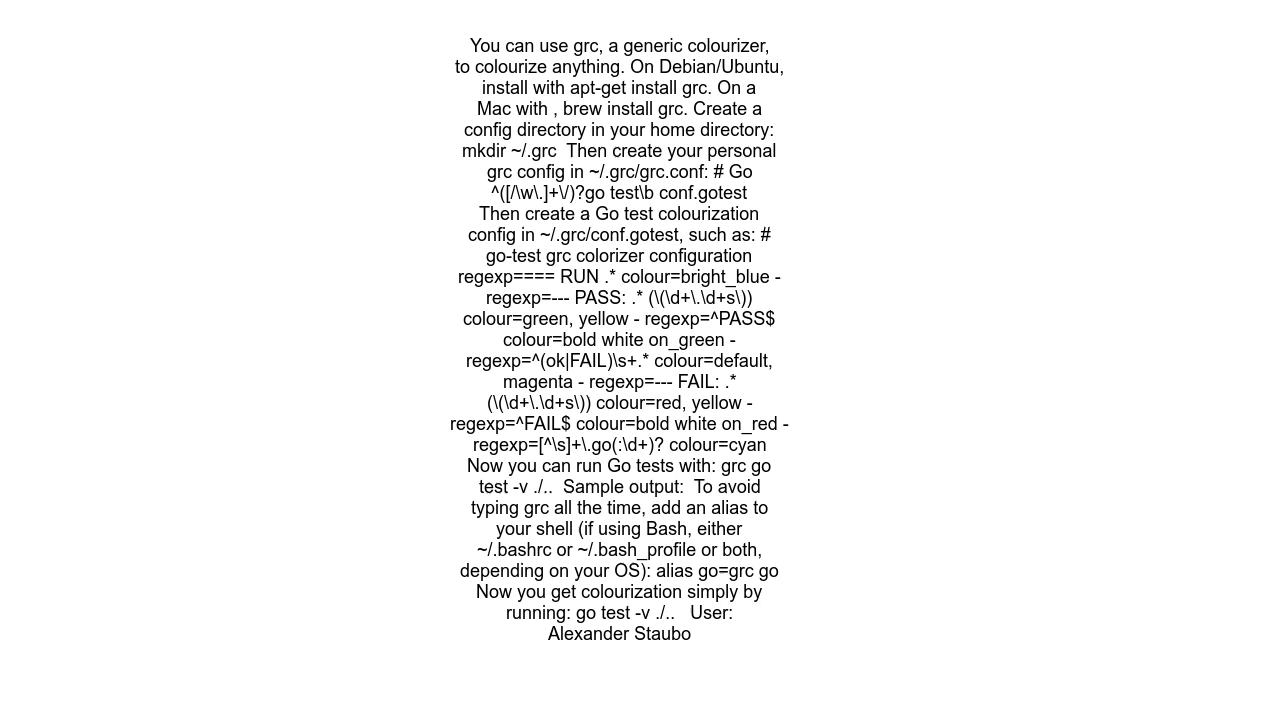 You can use grc, a generic colourizer,
to colourize anything. On Debian/Ubuntu,
install with apt-get install grc. On a
Mac with , brew install grc. Create a
config directory in your home directory:
mkdir ~/.grc  Then create your personal
grc config in ~/.grc/grc.conf: # Go
^([/\w\.]+\/)?go test\b conf.gotest
Then create a Go test colourization
config in ~/.grc/conf.gotest, such as: #
go-test grc colorizer configuration
regexp==== RUN .* colour=bright_blue -
regexp=--- PASS: .* (\(\d+\.\d+s\))
colour=green, yellow - regexp=^PASS$
colour=bold white on_green -
regexp=^(ok|FAIL)\s+.* colour=default,
magenta - regexp=--- FAIL: .*
(\(\d+\.\d+s\)) colour=red, yellow -
regexp=^FAIL$ colour=bold white on_red -
regexp=[^\s]+\.go(:\d+)? colour=cyan
Now you can run Go tests with: grc go
test -v ./..  Sample output:  To avoid
typing grc all the time, add an alias to
your shell (if using Bash, either
~/.bashrc or ~/.bash_profile or both,
depending on your OS): alias go=grc go
Now you get colourization simply by
running: go test -v ./..   User:
Alexander Staubo